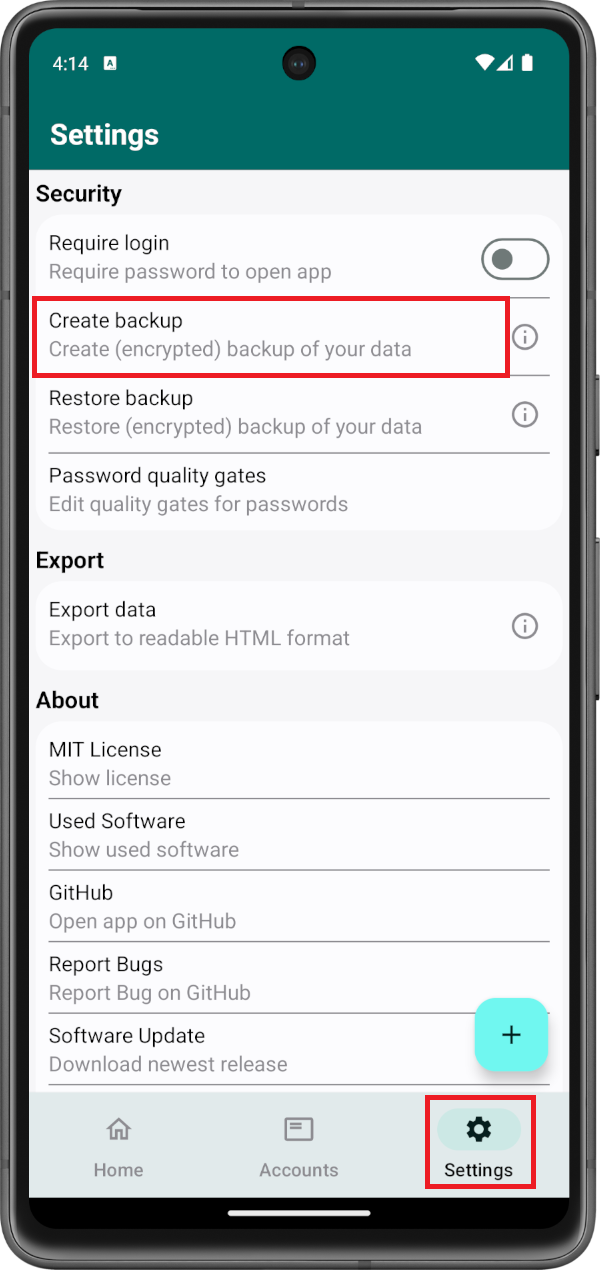 4:14 A
Settings
Security
Require login
Require password to open app
Create backup
Create (encrypted) backup of your data
Restore backup
Restore (encrypted) backup of your data
Password quality gates
Edit quality gates for passwords
Export
Export data
Export to readable HTML format
About
MIT License
Show license
Used Software
Show used software
GitHub
Open app on GitHub
Report Bugs
Report Bug on GitHub
Software Update
Download newest release
Home Accounts Settings